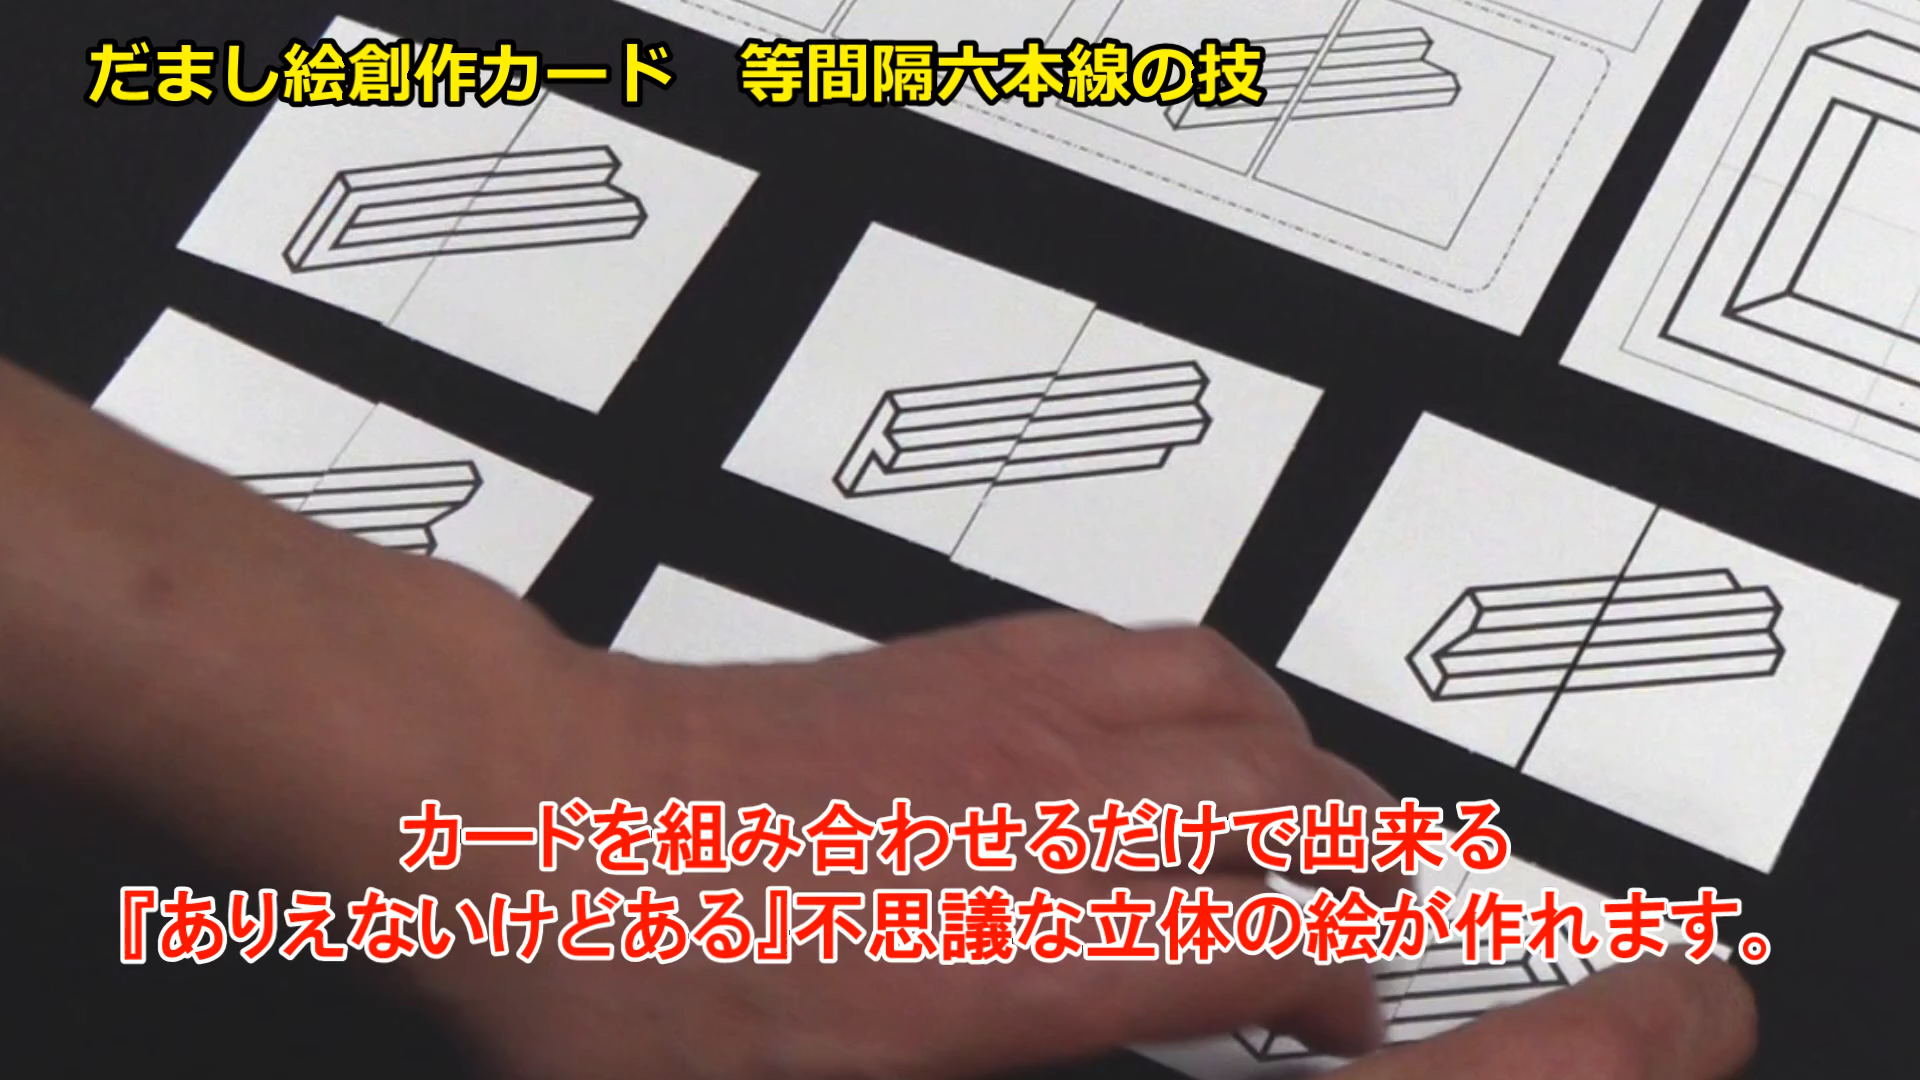 だまし絵創作カード　等間隔六本線の技
カードを組み合わせるだけで出来る
『ありえないけどある』不思議な立体の絵が作れます。